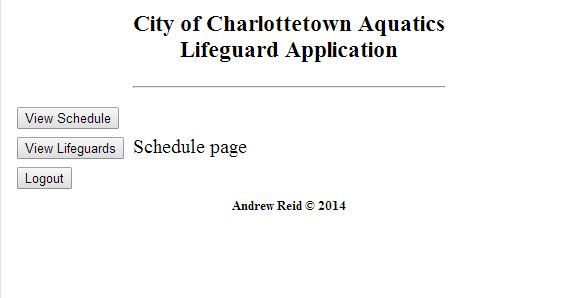 City of Charlottetown Aquatics
Lifeguard Application
View Schedule
View Lifeguards
Schedule page
Logout
Andrew Reid © 2014